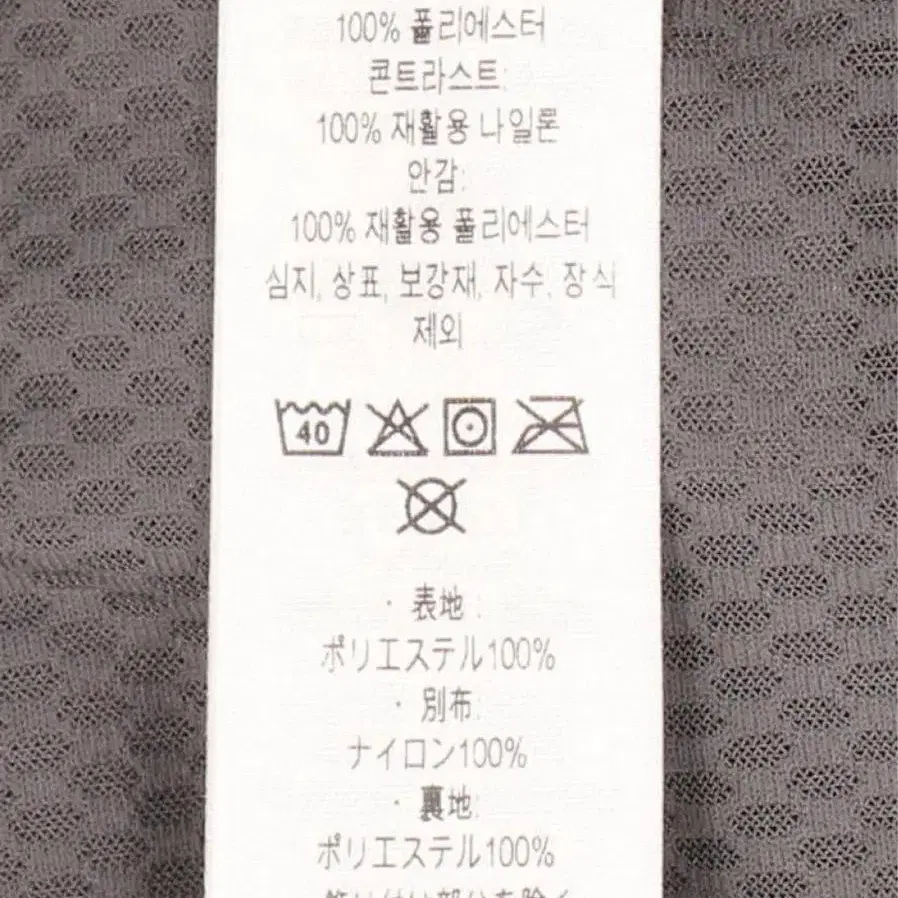 100% 폴리에스터
콘트라스트:
100% 재활용 나일론
안감:
100% 재활용 폴리에스터
심지, 상표, 보강재, 자수, 장식
제외
40
· 表地 :
ポリエステル100%
· 別布:
ナイロン100%
· 裏地:
ポリエステル100%